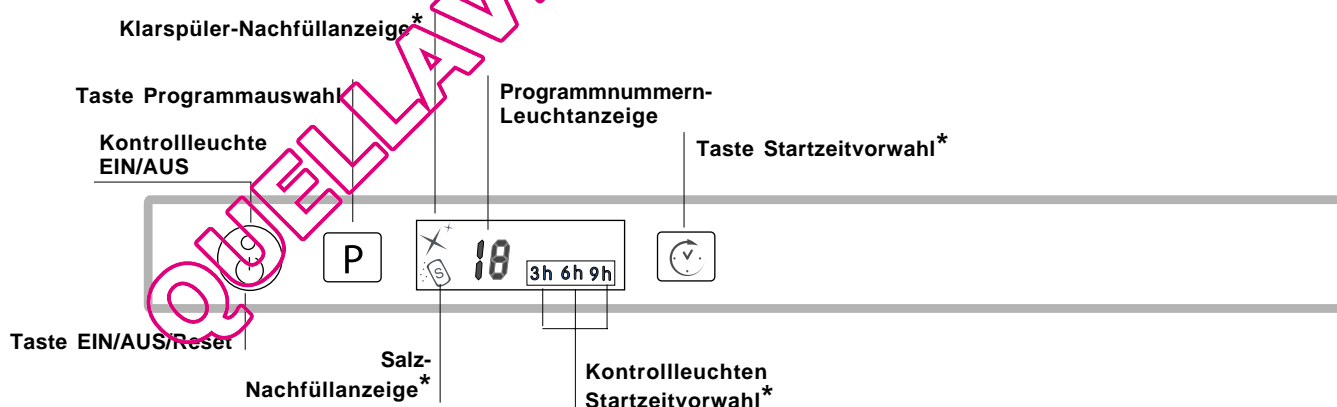 Klarspüler-Nachfüllanzeige*
Taste Programmauswahl
Programmnummern-
Leuchtanzeige
Kontrollleuchte
EIN/AUS
Taste Startzeitvorwahl*
P
18
S
3h 6h 9h
Taste EIN/AUS/Reset
Salz-
Nachfüllanzeige*
Kontrollleuchten
Startzeitvorwahl*